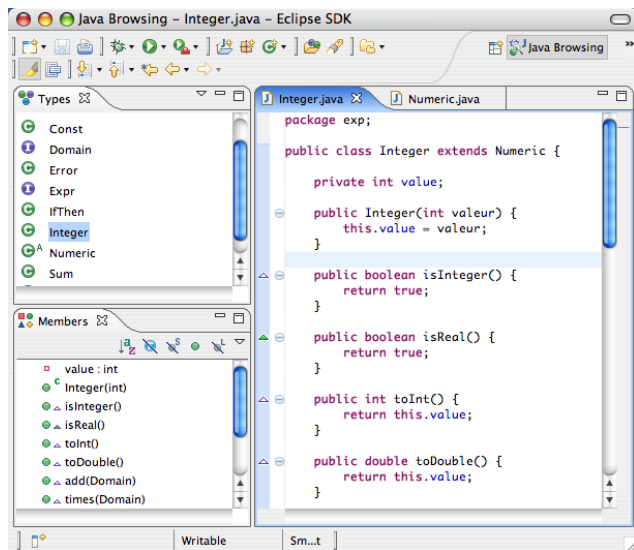 Java Browsing – Integer.java – Eclipse SDK
Java Browsing »
Types
C Const
I Domain
C Error
I Expr
C IfThen
C Integer
C A Numeric
C Sum
Members
a z S L
value : int
C Integer(int)
isInteger()
isReal()
toInt()
toDouble()
add(Domain)
times(Domain)
J Integer.java J Numeric.java
package exp;
public class Integer extends Numeric {
private int value;
public Integer(int valeur) {
this.value = valeur;
}
public boolean isInteger() {
return true;
}
public boolean isReal() {
return true;
}
public int toInt() {
return this.value;
}
public double toDouble() {
return this.value;
}
Writable Sm...t